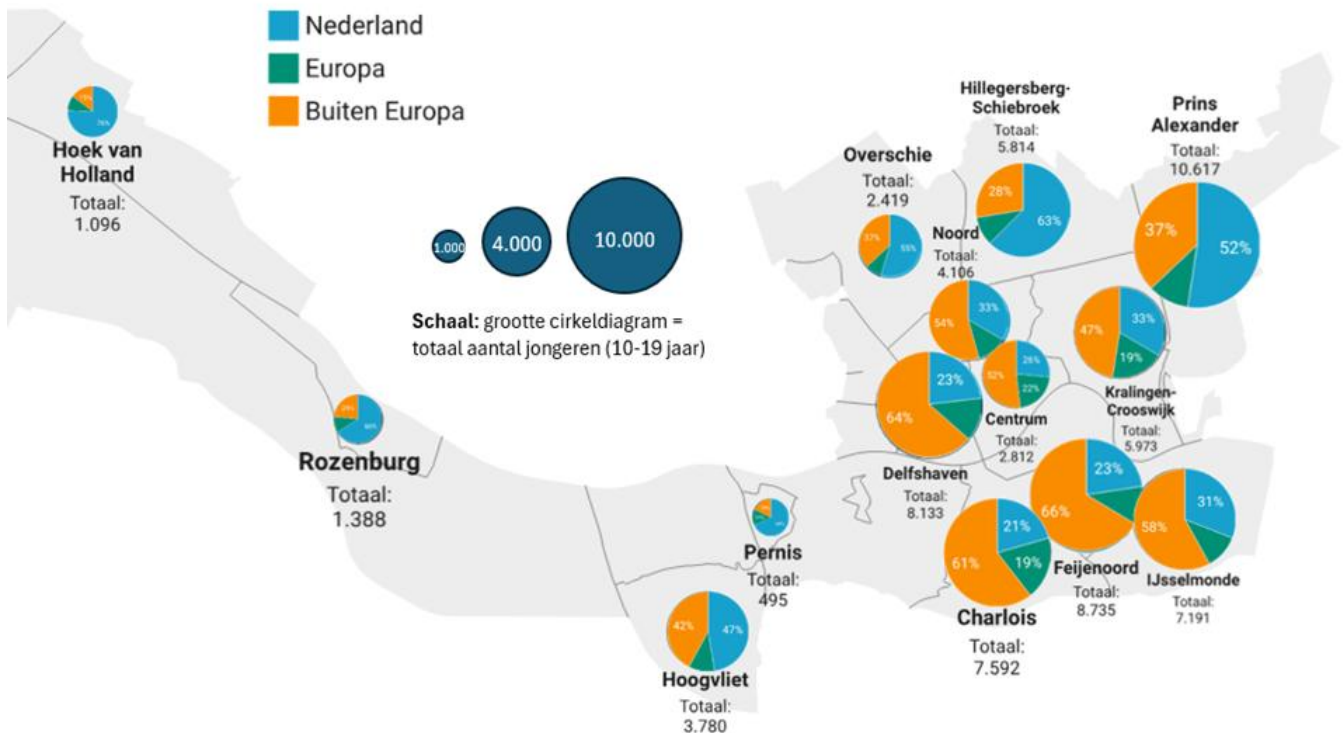 Nederland
Europa
Buiten Europa
Hoek van
Holland
Totaal:
1.096
76%
1.000
4.000
10.000
Schaal: grootte cirkeldiagram =
totaal aantal jongeren (10-19 jaar)
Rozenburg
Totaal:
1.388
Overschie
Totaal:
2.419
37%
55%
Hillegersberg-
Schiebroek
Totaal:
5.814
28%
63%
Prins
Alexander
Totaal:
10.617
37%
52%
Noord
Totaal:
4.106
54%
33%
47%
33%
19%
Kralingen-
Crooswijk
Totaal:
5.973
52%
26%
22%
Centrum
Totaal:
2.812
64%
23%
Delfshaven
Totaal:
8.133
66%
23%
Feijenoord
Totaal:
8.735
58%
31%
IJsselmonde
Totaal:
7.191
61%
21%
19%
Charlois
Totaal:
7.592
Pernis
Totaal:
495
42%
47%
Hoogvliet
Totaal:
3.780